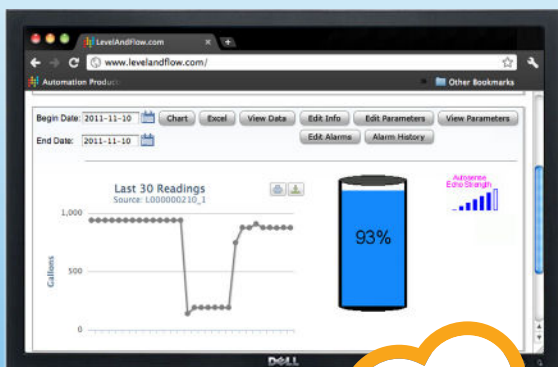 LevelAndFlow.com
www.levelandflow.com/
Automation Produc
Other Bookmarks
Begin Date: 2011-11-10 Chart Excel View Data Edit Info Edit Parameters View Parameters
End Date: 2011-11-10 Edit Alarms Alarm History
Last 30 Readings
Source: L000000210_1
Autosense
Echo Strength
1,000
93%
Gallons
500
0
DELL